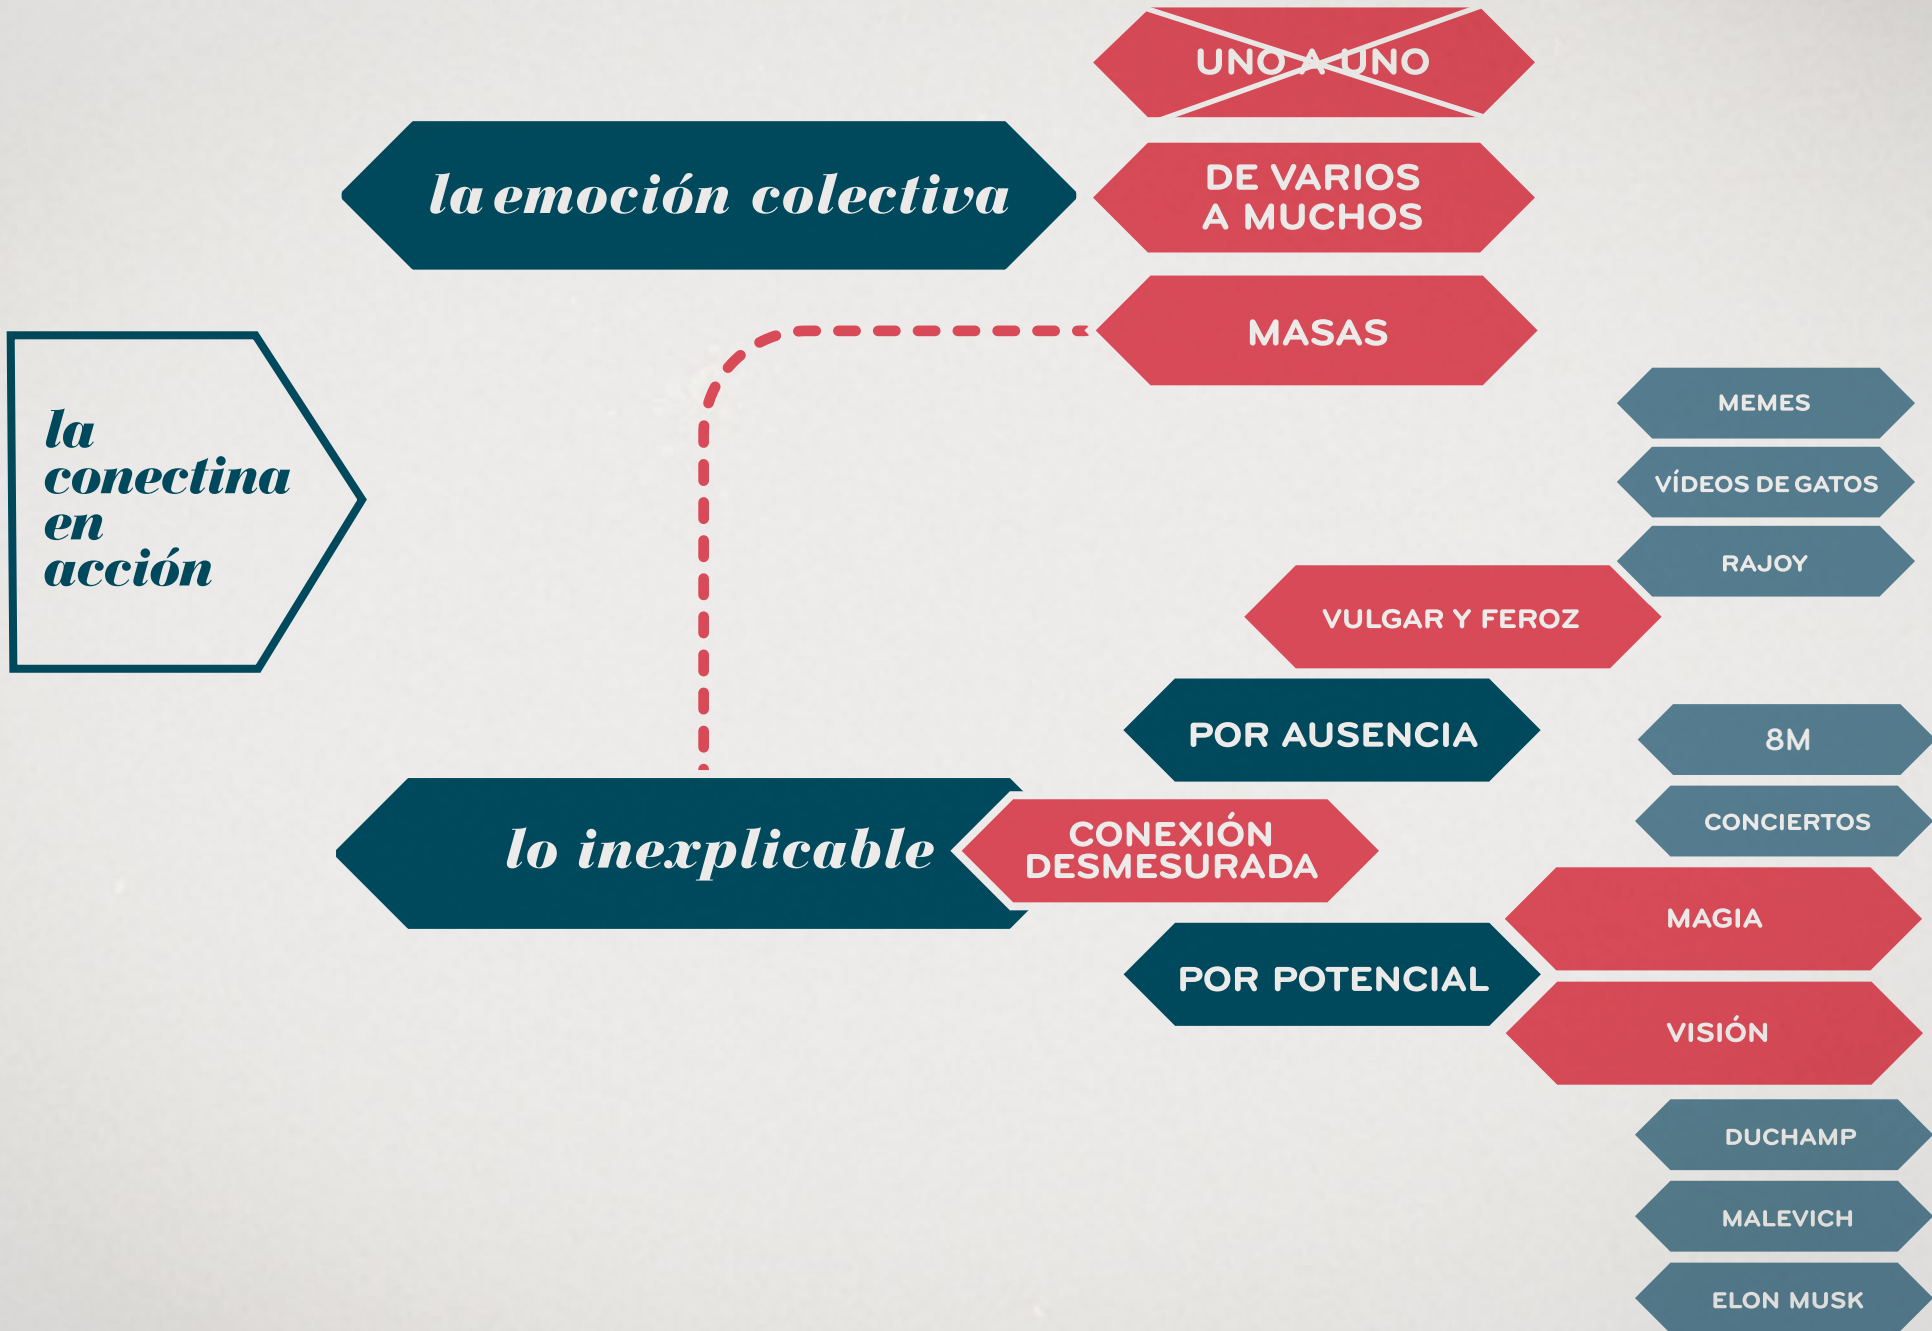 UNO A UNO
la emoción colectiva
DE VARIOS
A MUCHOS
MASAS
la
conectina
en
acción
MEMES
VÍDEOS DE GATOS
RAJOY
VULGAR Y FEROZ
POR AUSENCIA
8M
lo inexplicable
CONEXIÓN
DESMESURADA
CONCIERTOS
MAGIA
POR POTENCIAL
VISIÓN
DUCHAMP
MALEVICH
ELON MUSK